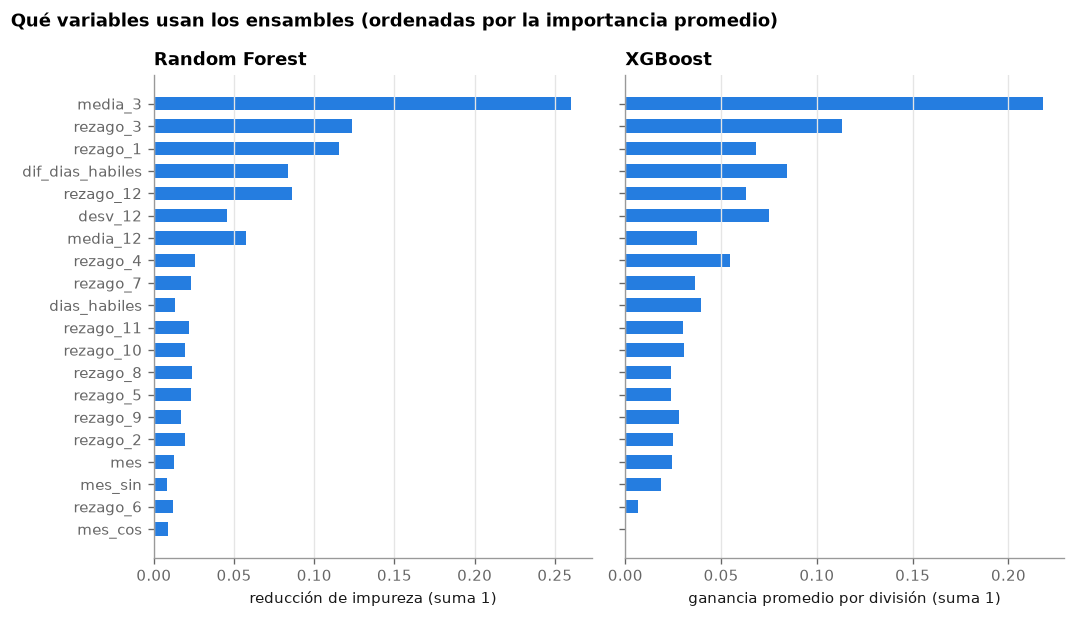 Qué variables usan los ensambles (ordenadas por la importancia promedio)
Random Forest
XGBoost
media_3
rezago_3
rezago_1
dif_dias_habiles
rezago_12
desv_12
media_12
rezago_4
rezago_7
dias_habiles
rezago_11
rezago_10
rezago_8
rezago_5
rezago_9
rezago_2
mes
mes_sin
rezago_6
mes_cos
0.00 0.05 0.10 0.15 0.20 0.25
reducción de impureza (suma 1)
0.00 0.05 0.10 0.15 0.20
ganancia promedio por división (suma 1)